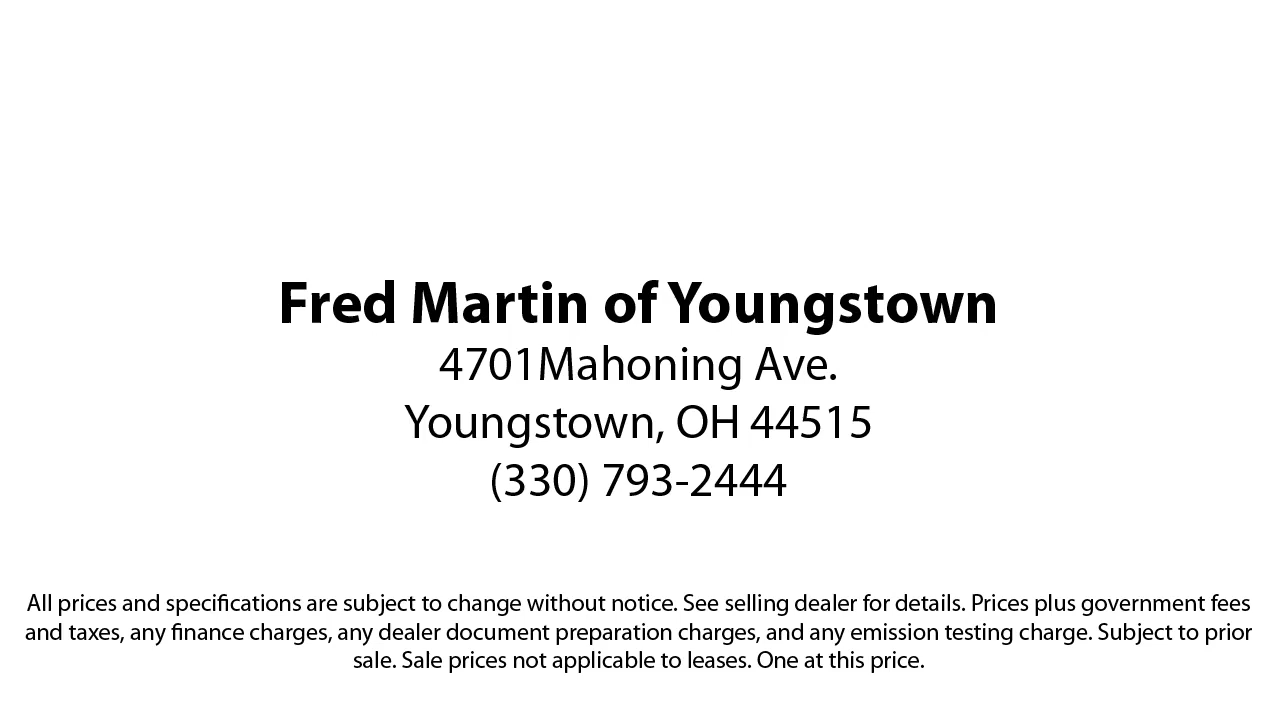 Fred Martin of Youngstown
4701Mahoning Ave.
Youngstown, OH 44515
(330) 793-2444
All prices and specifications are subject to change without notice. See selling dealer for details. Prices plus government fees
and taxes, any finance charges, any dealer document preparation charges, and any emission testing charge. Subject to prior
sale. Sale prices not applicable to leases. One at this price.